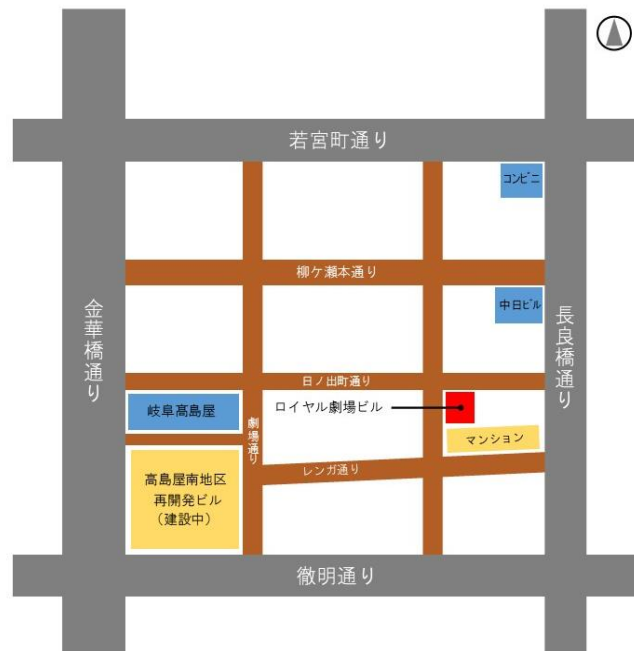 若宮町通り
コンビニ
柳ケ瀬本通り
中日ビル
金華橋通り
長良橋通り
日ノ出町通り
岐阜髙島屋
劇場通り
ロイヤル劇場ビル
マンション
レンガ通り
高島屋南地区
再開発ビル
(建設中)
徹明通り